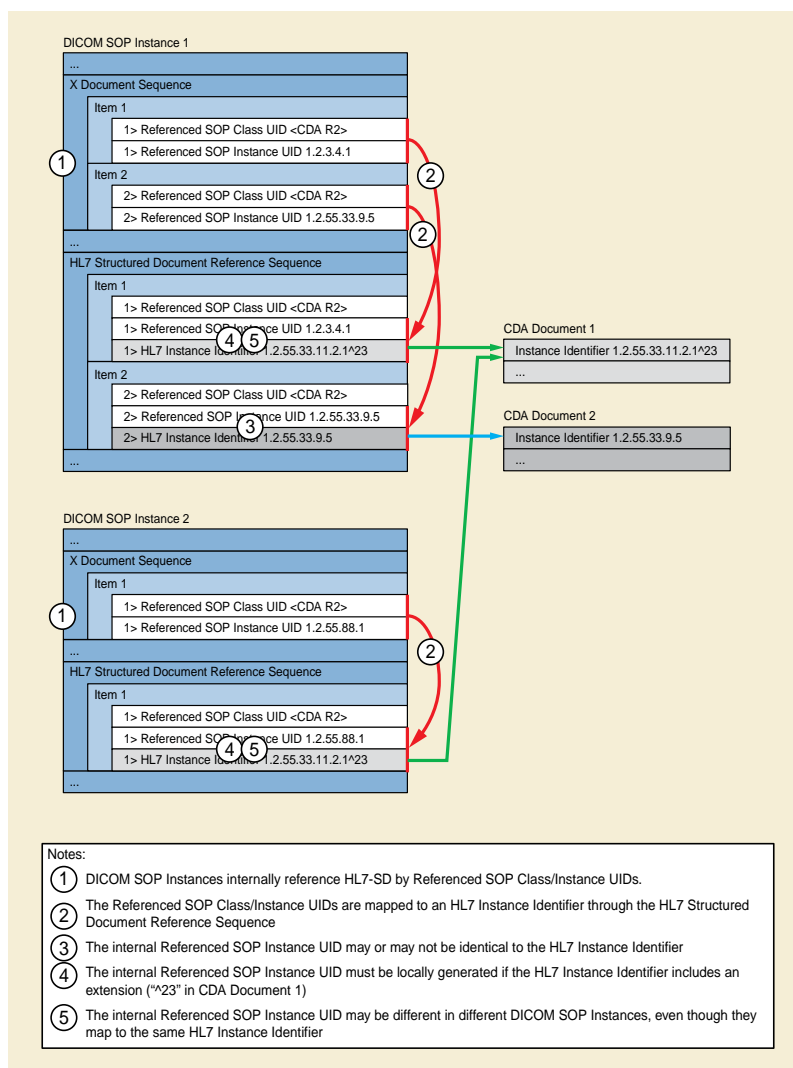 DICOM SOP Instance 1
...
X Document Sequence
Item 1
1> Referenced SOP Class UID <CDA R2>
1> Referenced SOP Instance UID 1.2.3.4.1
1
Item 2
2
2> Referenced SOP Class UID <CDA R2>
2> Referenced SOP Instance UID 1.2.55.33.9.5
2
...
HL7 Structured Document Reference Sequence
Item 1
1> Referenced SOP Class UID <CDA R2>
1> Referenced SOP Instance UID 1.2.3.4.1
4 5
1> HL7 Instance Identifier 1.2.55.33.11.2.1^23
Item 2
2> Referenced SOP Class UID <CDA R2>
2> Referenced SOP Instance UID 1.2.55.33.9.5
3
2> HL7 Instance Identifier 1.2.55.33.9.5
...
CDA Document 1
Instance Identifier 1.2.55.33.11.2.1^23
...
CDA Document 2
Instance Identifier 1.2.55.33.9.5
...
DICOM SOP Instance 2
...
X Document Sequence
Item 1
1> Referenced SOP Class UID <CDA R2>
1
1> Referenced SOP Instance UID 1.2.55.88.1
...
2
HL7 Structured Document Reference Sequence
Item 1
1> Referenced SOP Class UID <CDA R2>
1> Referenced SOP Instance UID 1.2.55.88.1
4 5
1> HL7 Instance Identifier 1.2.55.33.11.2.1^23
...
Notes:
1 DICOM SOP Instances internally reference HL7-SD by Referenced SOP Class/Instance UIDs.
2 The Referenced SOP Class/Instance UIDs are mapped to an HL7 Instance Identifier through the HL7 Structured
Document Reference Sequence
3 The internal Referenced SOP Instance UID may or may not be identical to the HL7 Instance Identifier
4 The internal Referenced SOP Instance UID must be locally generated if the HL7 Instance Identifier includes an
extension (“^23” in CDA Document 1)
5 The internal Referenced SOP Instance UID may be different in different DICOM SOP Instances, even though they
map to the same HL7 Instance Identifier